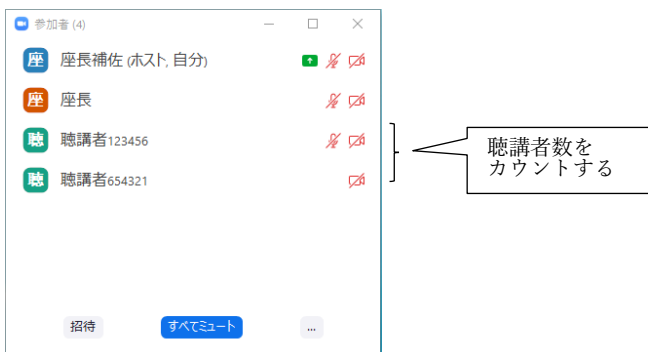 参加者 (4)
座 座長補佐 (ホスト, 自分)
座 座長
聴 聴講者123456
聴 聴講者654321
聴講者数を
カウントする
招待 すべてミュート ...